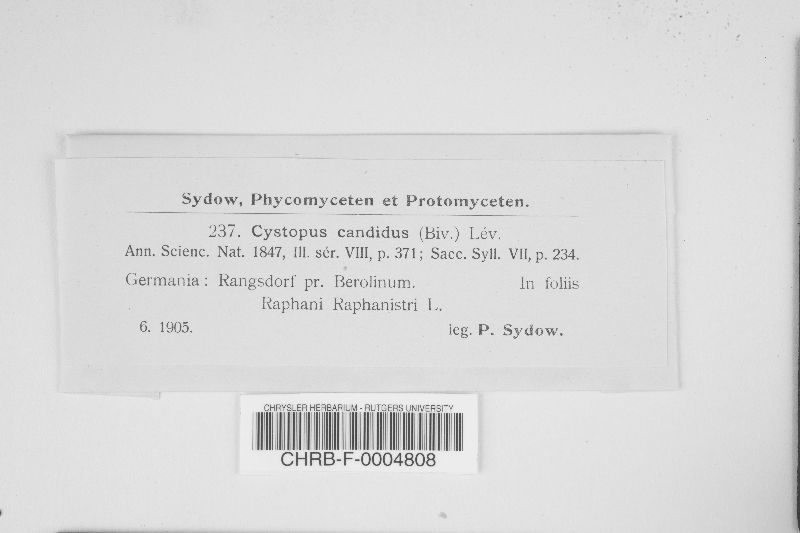 Sydow, Phycomyceten et Protomyceten.
237. Cystopus candidus (Biv.) Lév.
Ann. Scienc. Nat. 1847, III. sér. VIII, p. 371; Sacc. Syll. VII, p. 234.
Germania: Rangsdorf pr. Berolinum. In foliis
Raphani Raphanistri L.
6. 1905. leg. P. Sydow.
CHRYSLER HERBARIUM - RUTGERS UNIVERSITY
CHRB-F-0004808